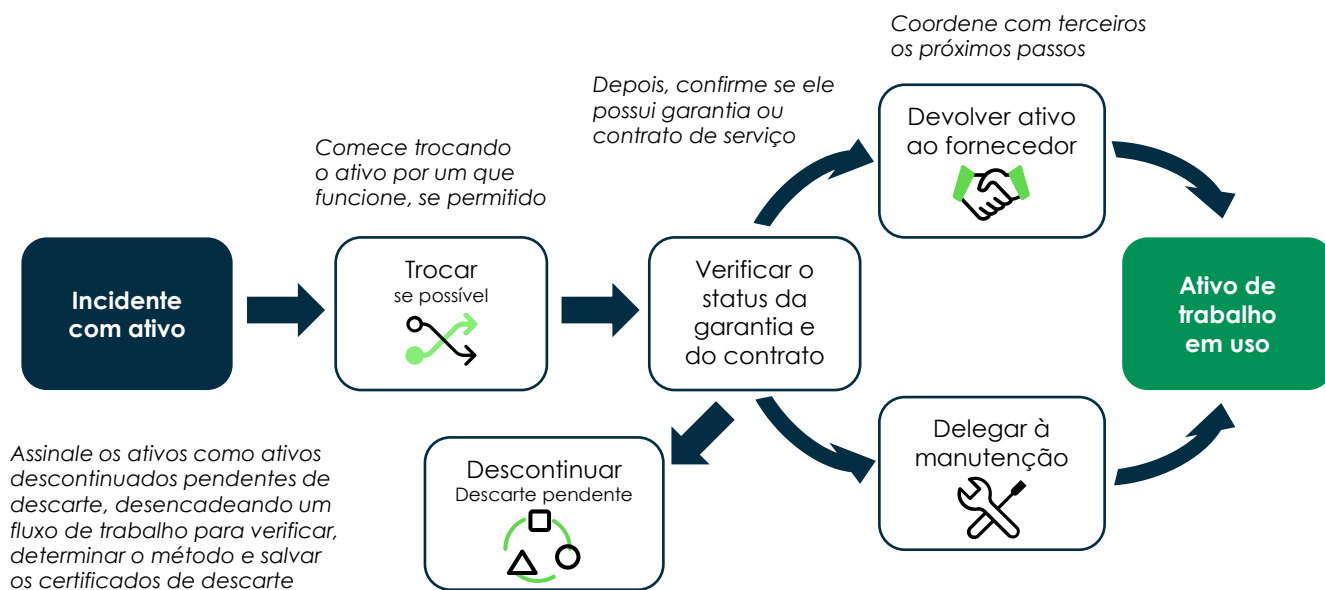 Coordene com terceiros
os próximos passos
Depois, confirme se ele
possui garantia ou
contrato de serviço
Comece trocando
o ativo por um que
funcione, se permitido
Devolver ativo
ao fornecedor
Incidente
com ativo
Trocar
se possível
Verificar o
status da
garantia e
do contrato
Ativo de
trabalho
em uso
Delegar à
manutenção
Descontinuar
Descarte pendente
Assinale os ativos como ativos
descontinuados pendentes de
descarte, desencadeando um
fluxo de trabalho para verificar,
determinar o método e salvar
os certificados de descarte